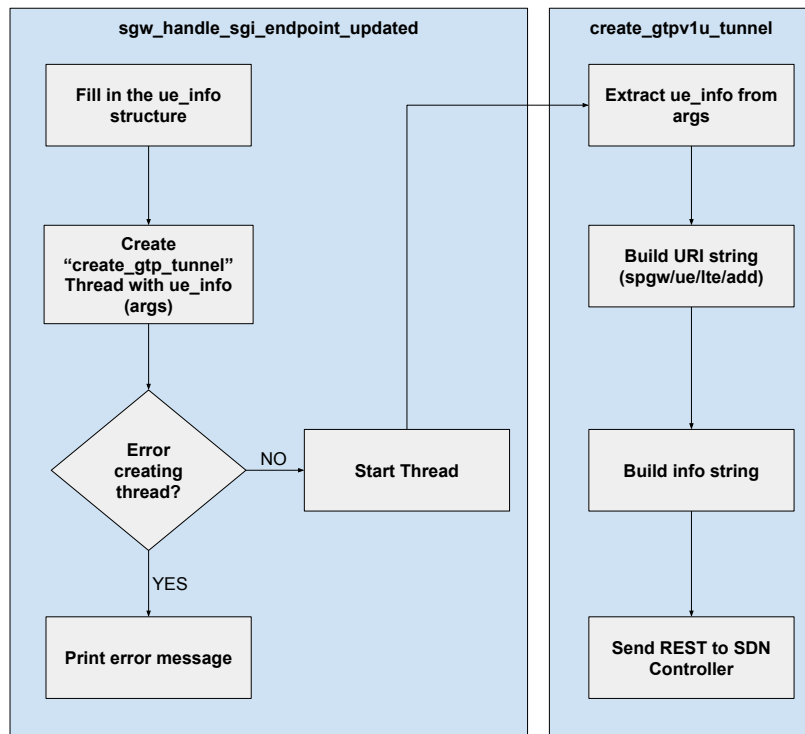 sgw_handle_sgi_endpoint_updated
Fill in the ue_info
structure
Create
“create_gtp_tunnel”
Thread with ue_info
(args)
Error
creating
thread?
NO
Start Thread
YES
Print error message
create_gtpv1u_tunnel
Extract ue_info from
args
Build URI string
(spgw/ue/lte/add)
Build info string
Send REST to SDN
Controller